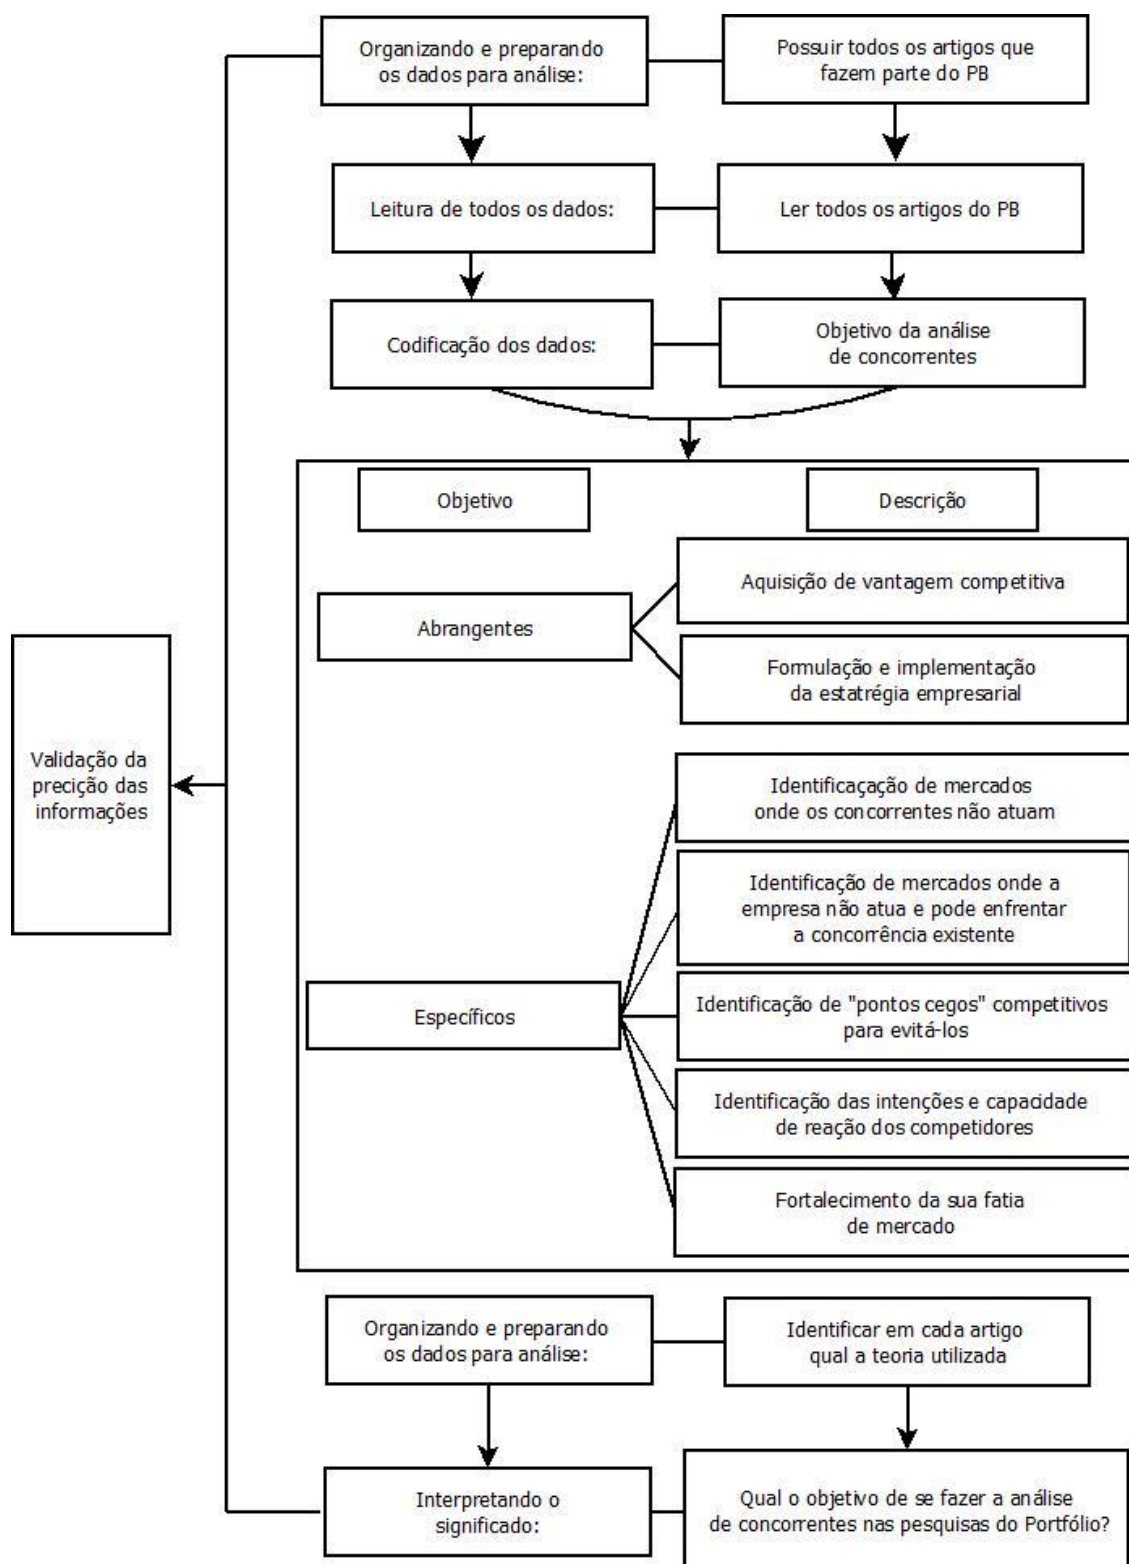 Organizando e preparando
os dados para análise:
Possuir todos os artigos que
fazem parte do PB
Leitura de todos os dados:
Ler todos os artigos do PB
Codificação dos dados:
Objetivo da análise
de concorrentes
Objetivo
Descrição
Abrangentes
Aquisição de vantagem competitiva
Formulação e implementação
da estatrégia empresarial
Validação da
precição das
informações
Identificaçação de mercados
onde os concorrentes não atuam
Identificação de mercados onde a
empresa não atua e pode enfrentar
a concorrência existente
Específicos
Identificação de "pontos cegos" competitivos
para evitá-los
Identificação das intenções e capacidade
de reação dos competidores
Fortalecimento da sua fatia
de mercado
Organizando e preparando
os dados para análise:
Identificar em cada artigo
qual a teoria utilizada
Interpretando o
significado:
Qual o objetivo de se fazer a análise
de concorrentes nas pesquisas do Portfólio?